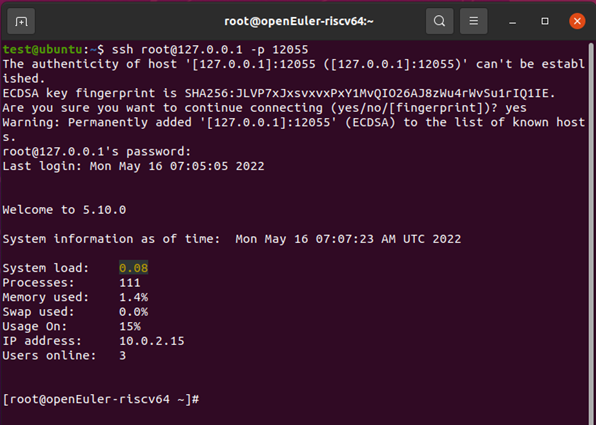 root@openEuler-riscv64:~
test@ubuntu:~$ ssh root@127.0.0.1 -p 12055
The authenticity of host '[127.0.0.1]:12055 ([127.0.0.1]:12055)' can't be establ
ished.
ECDSA key fingerprint is SHA256:JLVP7xJxsvxvxPxY1MvQIO26AJ8zWu4rWvSu1rIQ1IE.
Are you sure you want to continue connecting (yes/no/[fingerprint])? yes
Warning: Permanently added '[127.0.0.1]:12055' (ECDSA) to the list of known host
s.
root@127.0.0.1's password:
Last login: Mon May 16 07:05:05 2022
Welcome to 5.10.0
System information as of time:  Mon May 16 07:07:23 AM UTC 2022
System load:    0.08
Processes:      111
Memory used:    1.4%
Swap used:      0.0%
Usage On:       15%
IP address:     10.0.2.15
Users online:   3
[root@openEuler-riscv64 ~]#